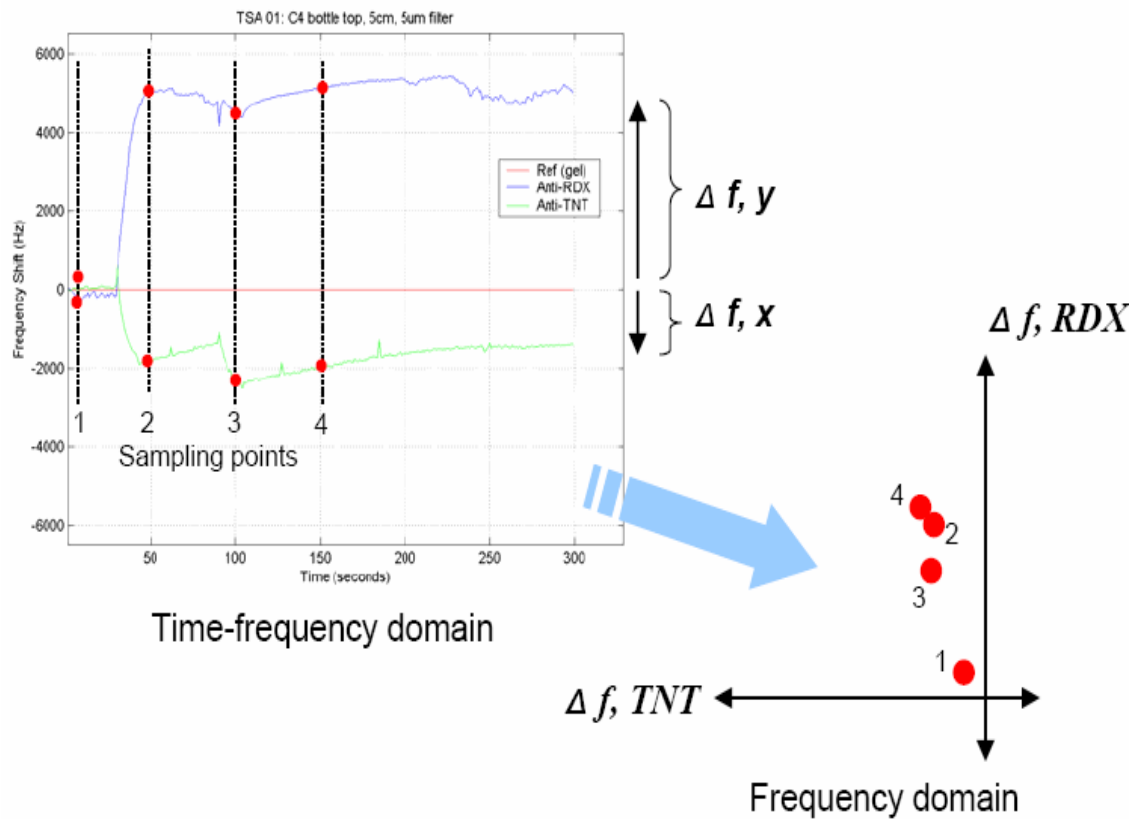 TSA 01: C4 bottle top, 5cm, 5um filter
6000
4000
2000
0
-2000
-4000
-6000
Frequency Shift (Hz)
Ref (gel)
Anti-RDX
Anti-TNT
1
2
3
4
Sampling points
50
100
150
200
250
300
Time (seconds)
Time-frequency domain
Δ f, y
Δ f, x
Δ f, RDX
4
2
3
1
Δ f, TNT
Frequency domain